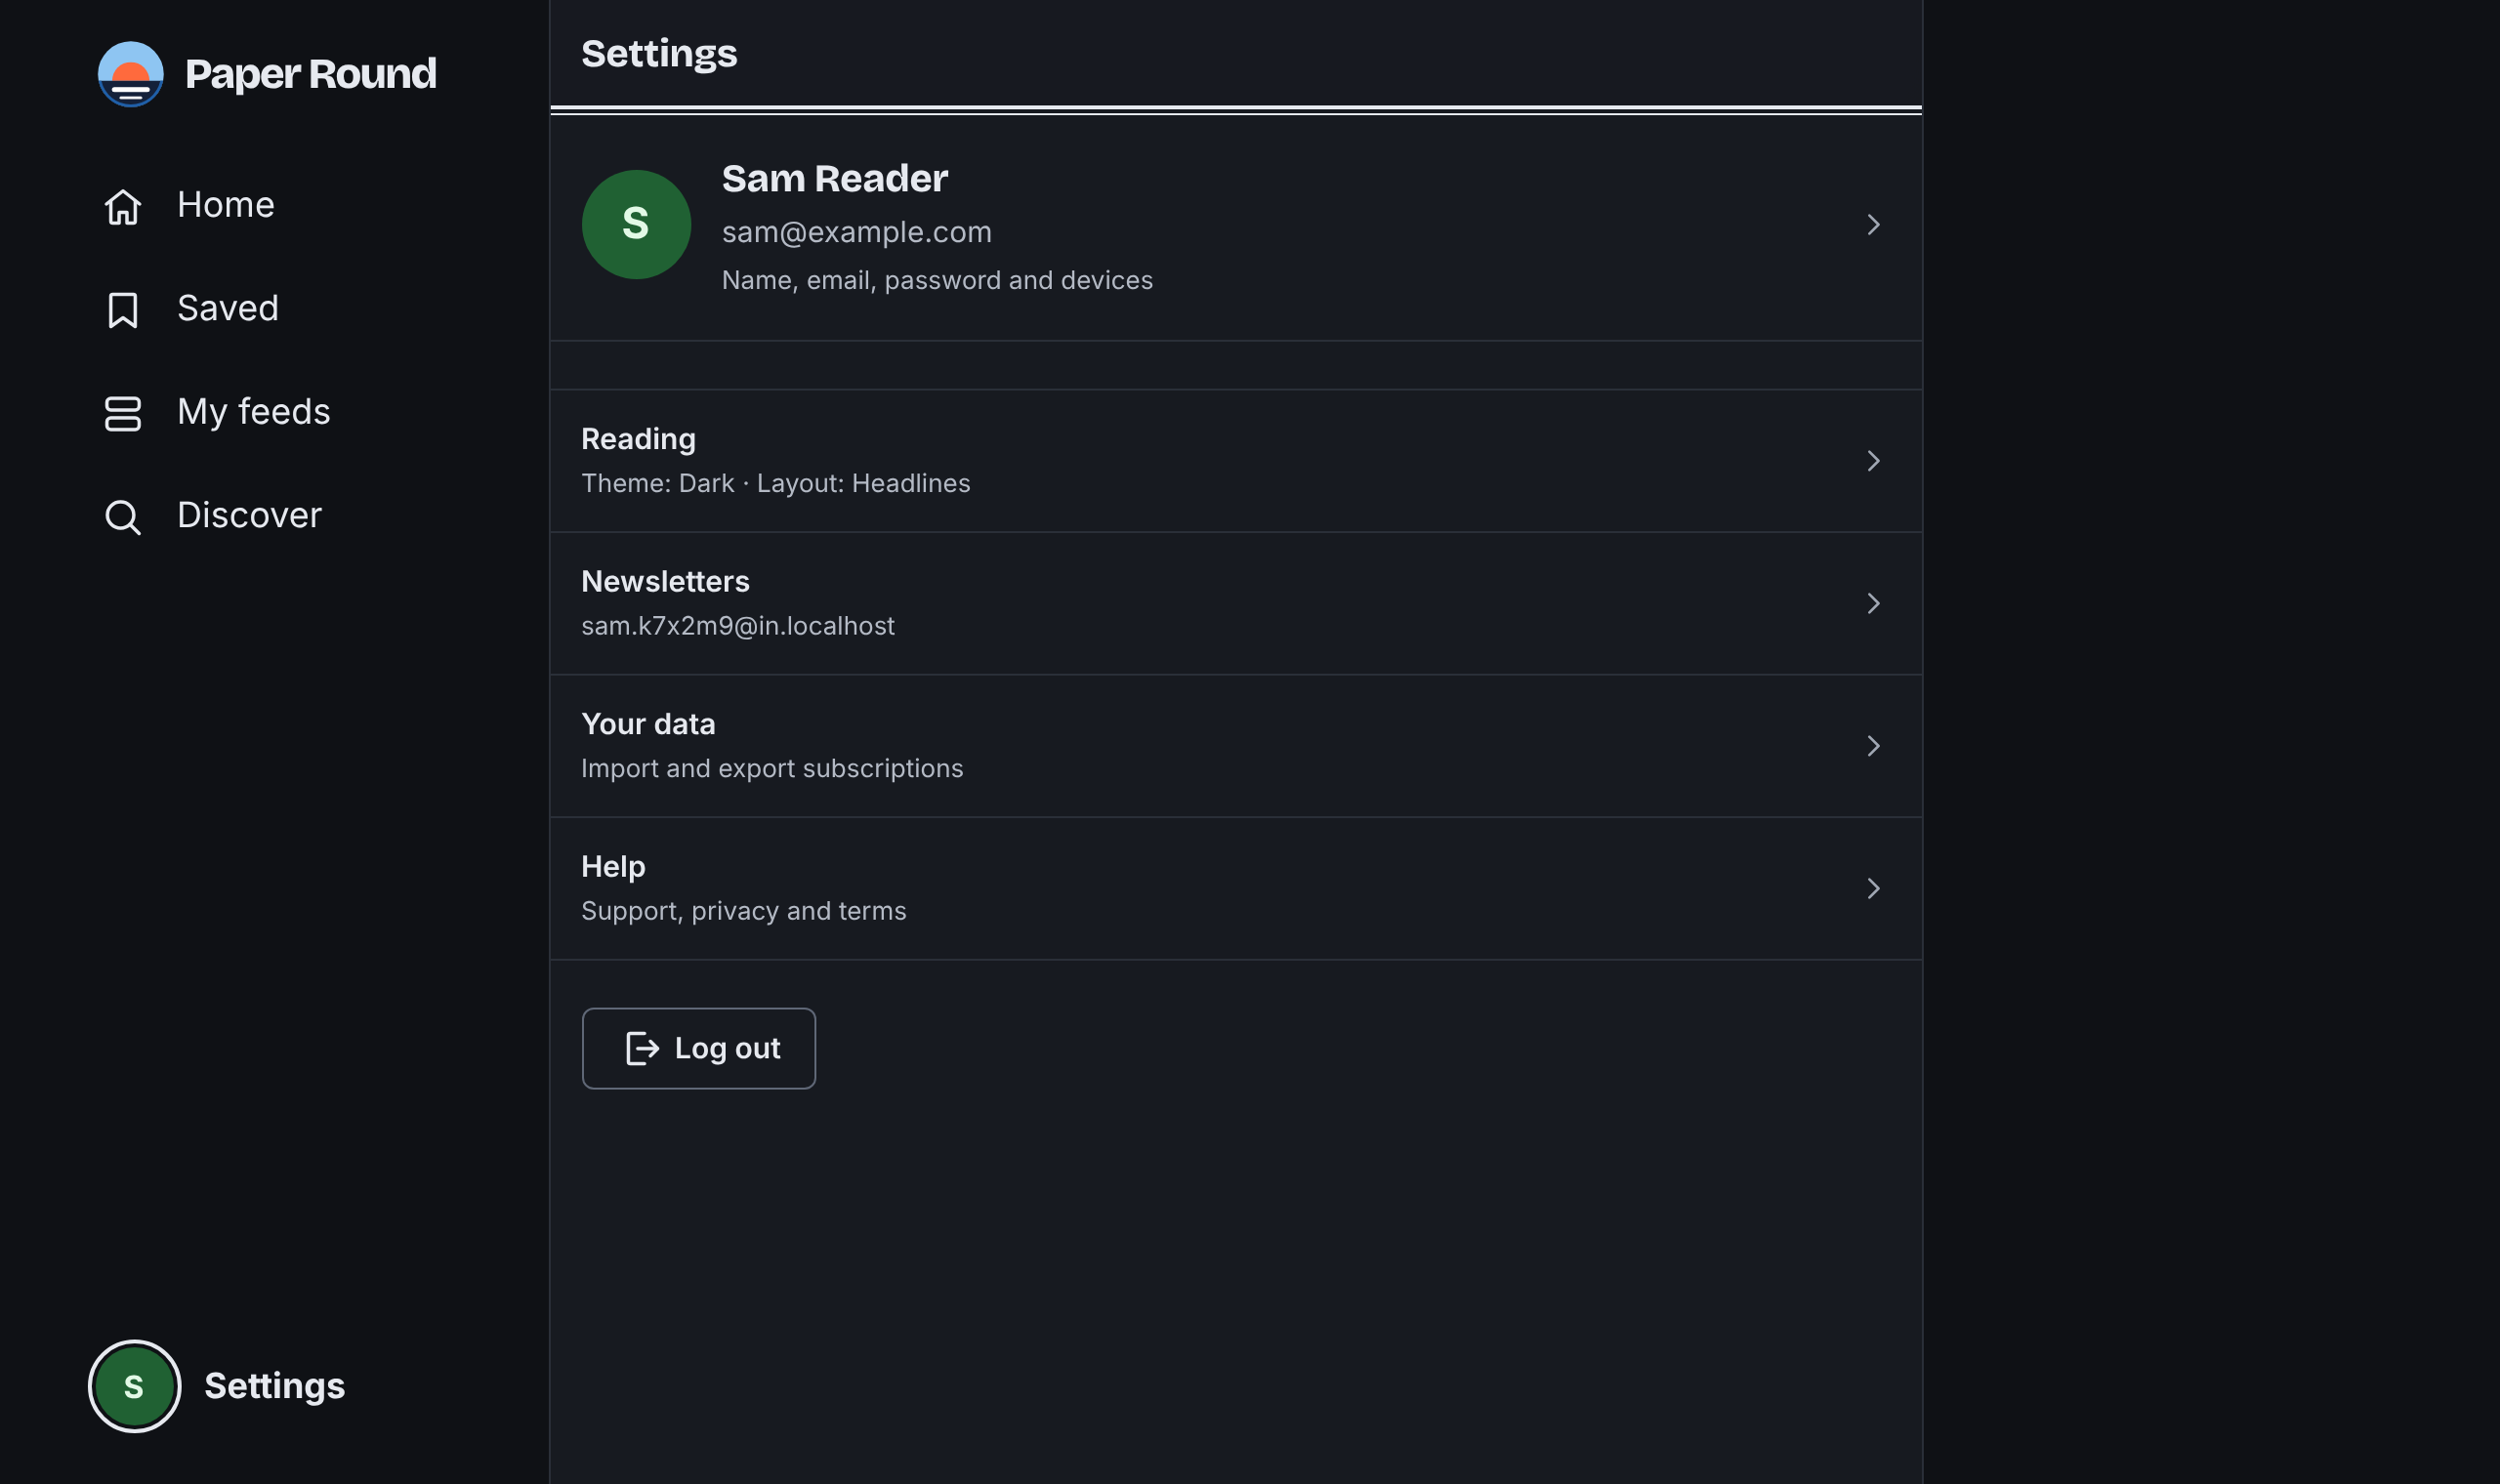 Paper Round
Home
Saved
My feeds
Discover
S
Settings
Settings
S
Sam Reader
sam@example.com
Name, email, password and devices
Reading
Theme: Dark · Layout: Headlines
Newsletters
sam.k7x2m9@in.localhost
Your data
Import and export subscriptions
Help
Support, privacy and terms
Log out